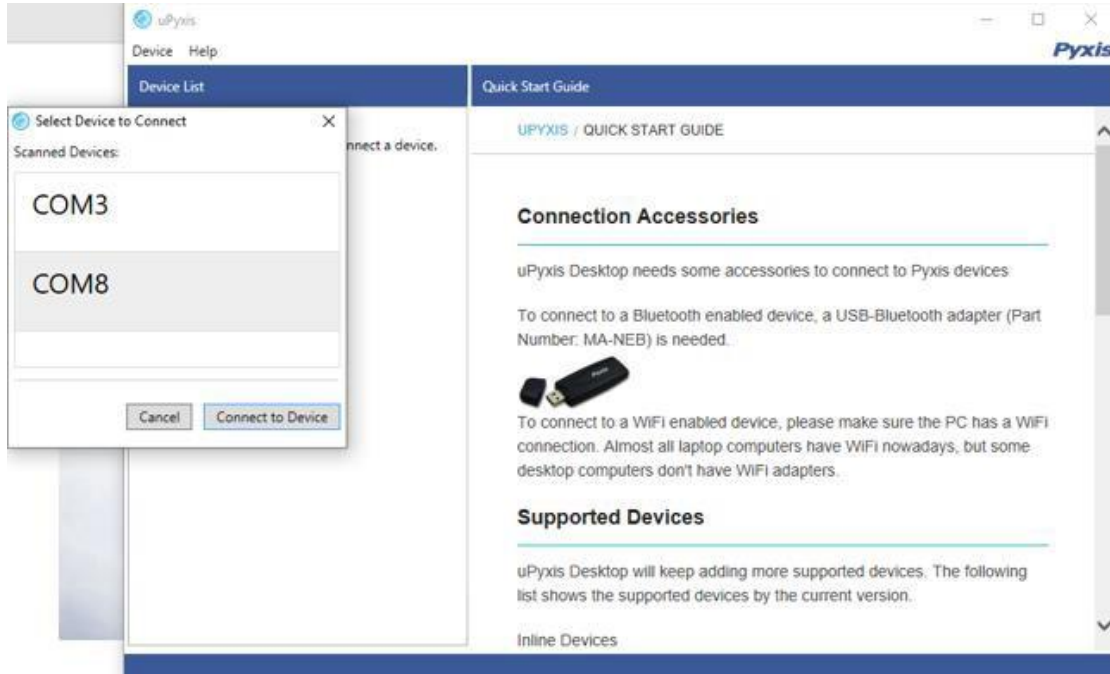 uPyxis
Device Help
Pyxis
Device List
Quick Start Guide
Select Device to Connect
Scanned Devices:
COM3
COM8
Cancel
Connect to Device
nnect a device.
UPYXIS / QUICK START GUIDE
Connection Accessories
uPyxis Desktop needs some accessories to connect to Pyxis devices
To connect to a Bluetooth enabled device, a USB-Bluetooth adapter (Part
Number: MA-NEB) is needed.
Pyxis
To connect to a WiFi enabled device, please make sure the PC has a WiFi
connection. Almost all laptop computers have WiFi nowadays, but some
desktop computers don't have WiFi adapters.
Supported Devices
uPyxis Desktop will keep adding more supported devices. The following
list shows the supported devices by the current version.
Inline Devices